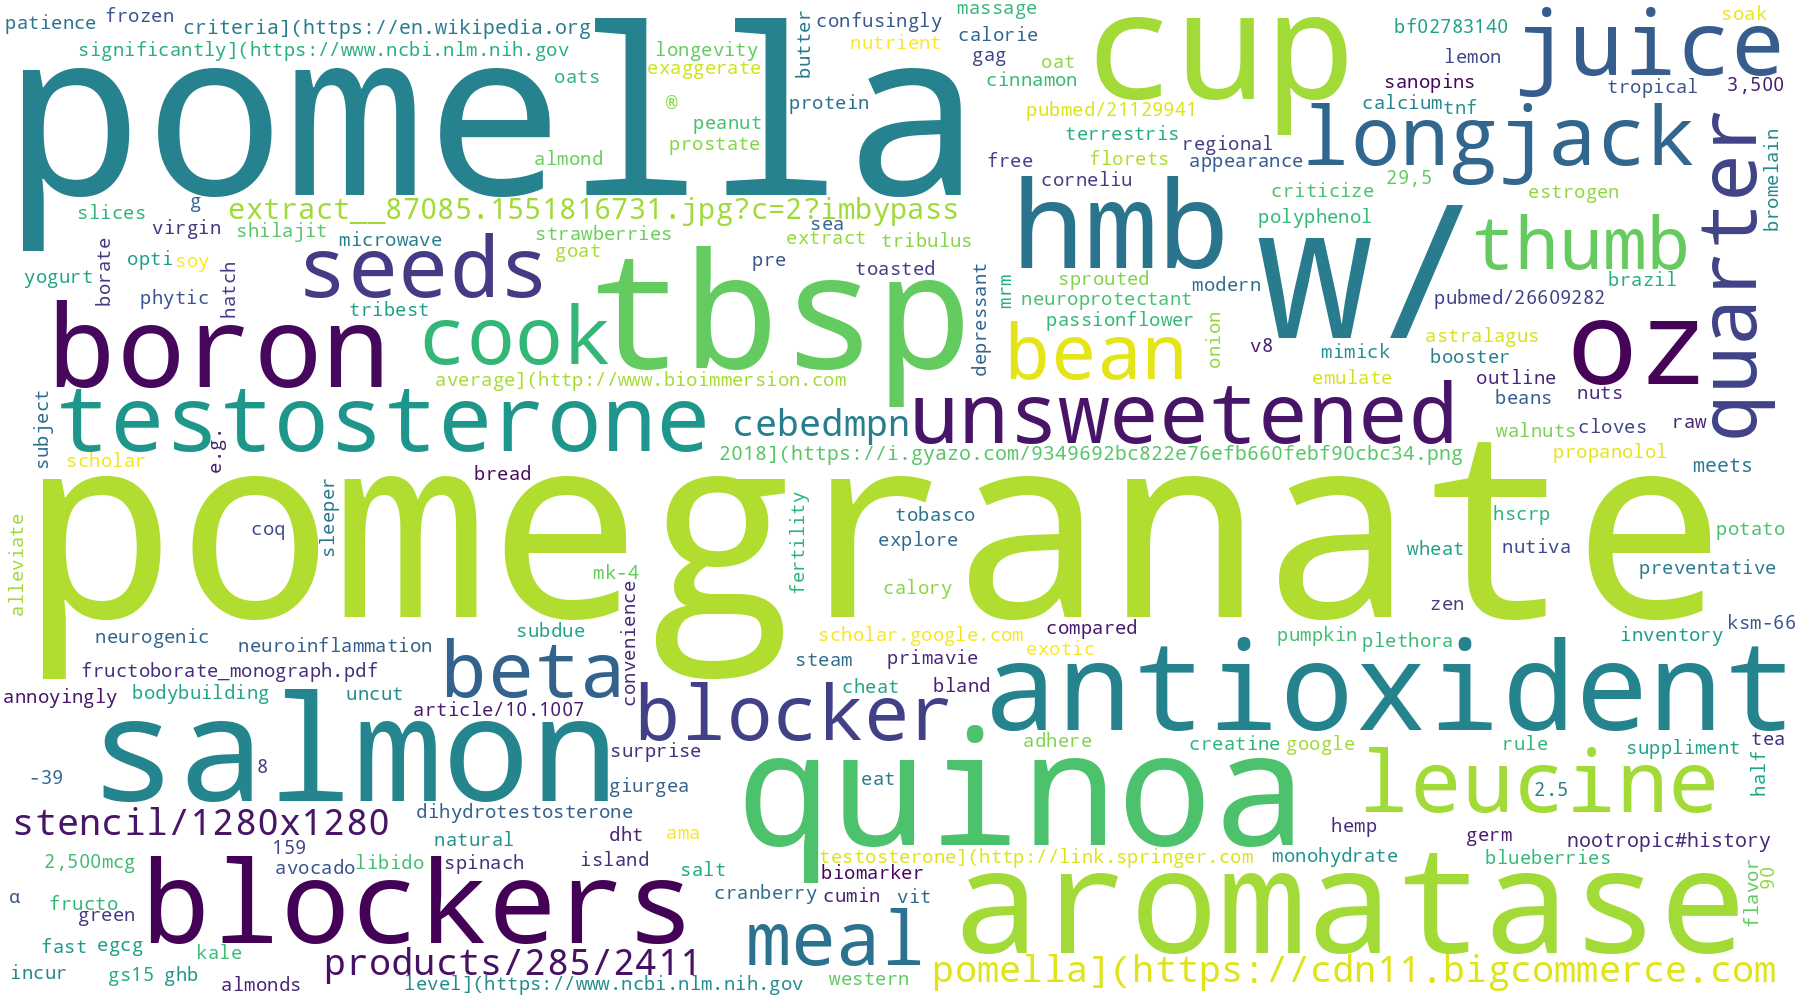 patience
frozen
criteria](https://en.wikipedia.org
significantly](https://www.ncbi.nlm.nih.gov
pomella
oats
longevity
exaggerate
®
peanut
prostate
almond
butter
confusingly
nutrient
protein
massage
calorie
gag
oat
cinnamon
cup
bf02783140
lemon
sanopins
juice
soak
tropical
3,500
pubmed/21129941
terrestris
florets
free
corneliu
regional
appearance
calcium
tnf
longjack
quarter
bromelain
slices
g
virgin
extract__87085.1551816731.jpg?c=2?imbypass
shilajit
microwave
strawberries
goat
sea
extract
tribulus
hmb
criticize
29,5
polyphenol
estrogen
w/
thumb
brazil
yogurt
borate
opti
soy
phytic
hatch
seeds
tribest
tbsp
pre
toasted
depressant
mrm
sprouted
neuroprotectant
passionflower
modern
pubmed/26609282
boron
cook
average](http://www.bioimmersion.com
bean
onion
v8
mimick
emulate
astralagus
booster
outline
beans
nuts
oz
subject
testosterone
e.g.
scholar
bread
cebedmpn
unsweetened
2018](https://i.gyazo.com/9349692bc822e76efb660febf90cbc34.png
walnuts
cloves
raw
propanolol
meets
pomegranate
alleviate
coq
sleeper
mk-4
fertility
tobasco
explore
calory
hscrp
wheat
nutiva
potato
preventative
zen
neurogenic
neuroinflammation
subdue
convenience
scholar.google.com
compared
exotic
pumpkin
plethora
inventory
ksm-66
fructoborate_monograph.pdf
beta
steam
primavie
annoyingly
bodybuilding
uncut
article/10.1007
blocker
cheat
bland
antioxident
salmon
surprise
adhere
creatine
google
rule
suppliment
tea
half
-39
8
giurgea
quinoa
eat
leucine
2.5
stencil/1280x1280
dihydrotestosterone
natural
dht
ama
hemp
germ
nootropic#history
159
2,500mcg
avocado
libido
spinach
island
salt
testosterone](http://link.springer.com
monohydrate
blueberries
biomarker
α
fructo
green
blockers
cranberry
cumin
vit
aromatase
flavor
90
fast
egcg
kale
meal
incur
gs15
ghb
almonds
products/285/2411
level](https://www.ncbi.nlm.nih.gov
western
pomella](https://cdn11.bigcommerce.com